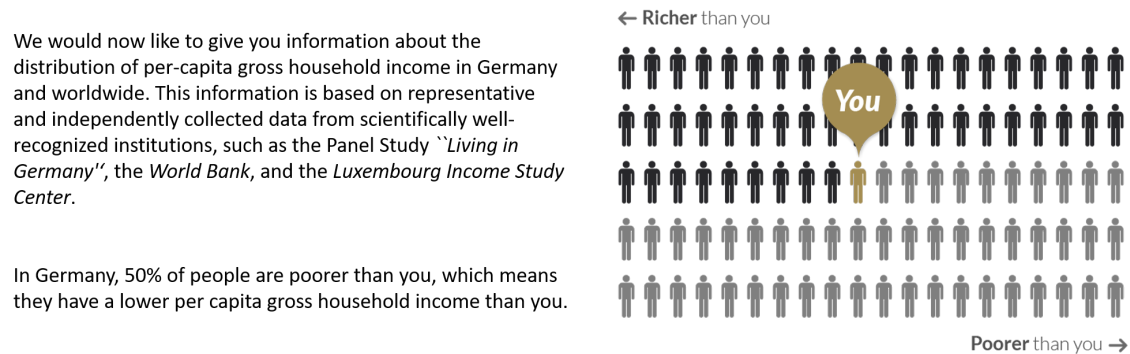 We would now like to give you information about the
distribution of per-capita gross household income in Germany
and worldwide. This information is based on representative
and independently collected data from scientifically well-
recognized institutions, such as the Panel Study ``Living in
Germany'‘, the World Bank, and the Luxembourg Income Study
Center.
In Germany, 50% of people are poorer than you, which means
they have a lower per capita gross household income than you.
← Richer than you
You
Poorer than you →